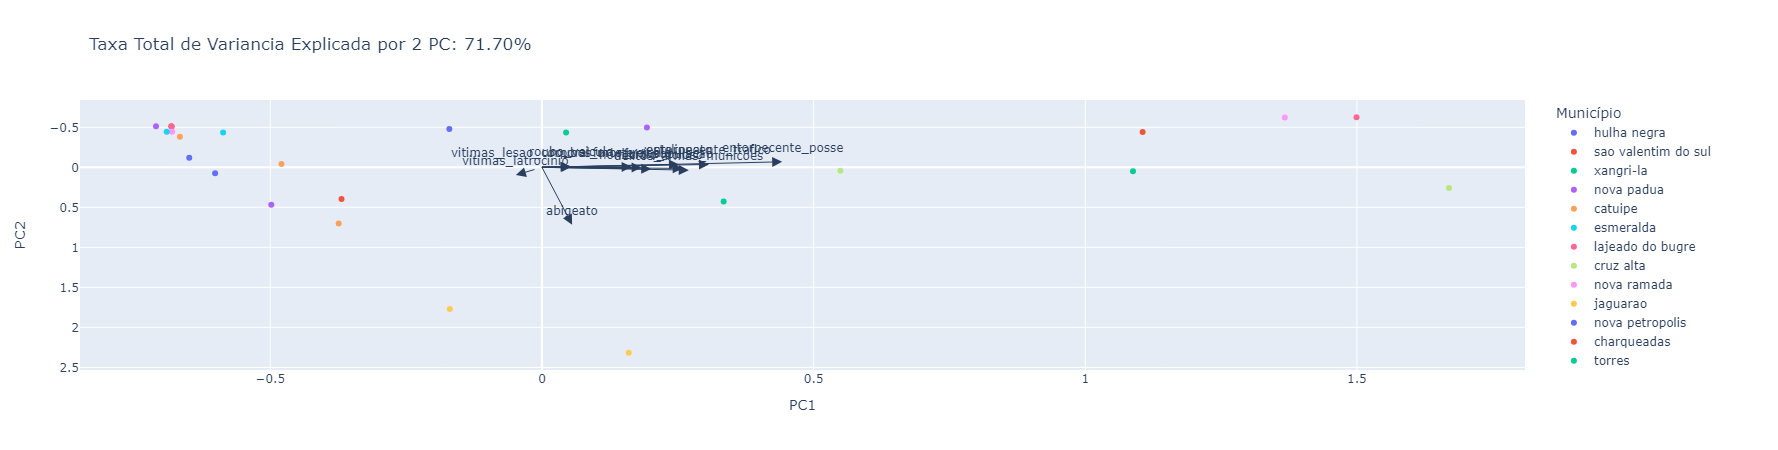 Taxa Total de Variancia Explicada por 2 PC: 71.70%
Município
hulha negra
sao valentim do sul
xangri-la
nova padua
catuipe
esmeralda
lajeado do bugre
cruz alta
nova ramada
jaguarao
nova petropolis
charqueadas
torres
−0.5
0
0.5
1
1.5
2
2.5
PC2
entorpecente_posse
vitimas_latrocinio
abigeato
−0.5
0
0.5
1
1.5
PC1